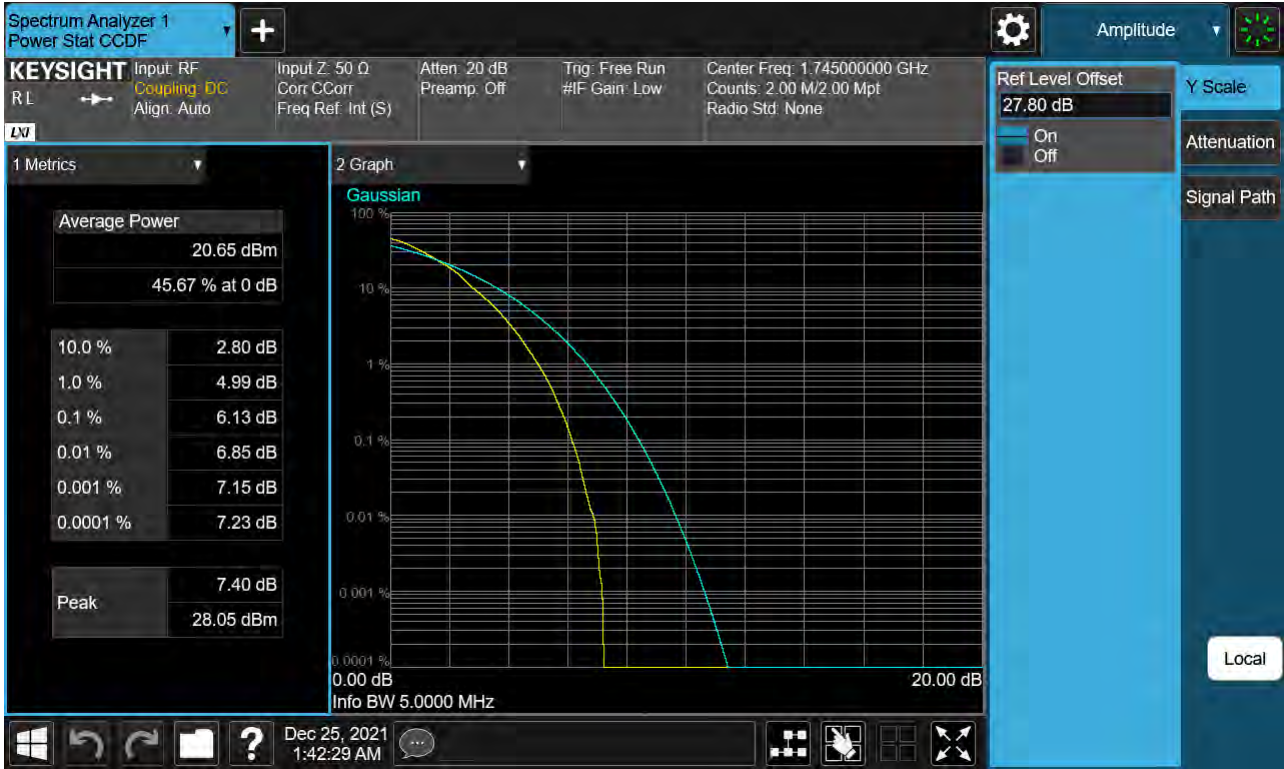 Spectrum Analyzer 1
Power Stat CCDF
Amplitude
KEYSIGHT
R L
LXI
Input: RF
Coupling: DC
Align: Auto
Input Z: 50 Ω
Corr CCorr
Freq Ref: Int (S)
Atten: 20 dB
Preamp: Off
Trig: Free Run
#IF Gain: Low
Center Freq: 1.745000000 GHz
Counts: 2.00 M/2.00 Mpt
Radio Std: None
Ref Level Offset
27.80 dB
On
Off
Y Scale
Attenuation
Signal Path
1 Metrics
Average Power
20.65 dBm
45.67 % at 0 dB
10.0 % 2.80 dB
1.0 % 4.99 dB
0.1 % 6.13 dB
0.01 % 6.85 dB
0.001 % 7.15 dB
0.0001 % 7.23 dB
Peak
7.40 dB
28.05 dBm
2 Graph
Gaussian
100 %
10 %
1 %
0.1 %
0.01 %
0.001 %
0.0001 %
0.00 dB 20.00 dB
Info BW 5.0000 MHz
Local
?
Dec 25, 2021
1:42:29 AM